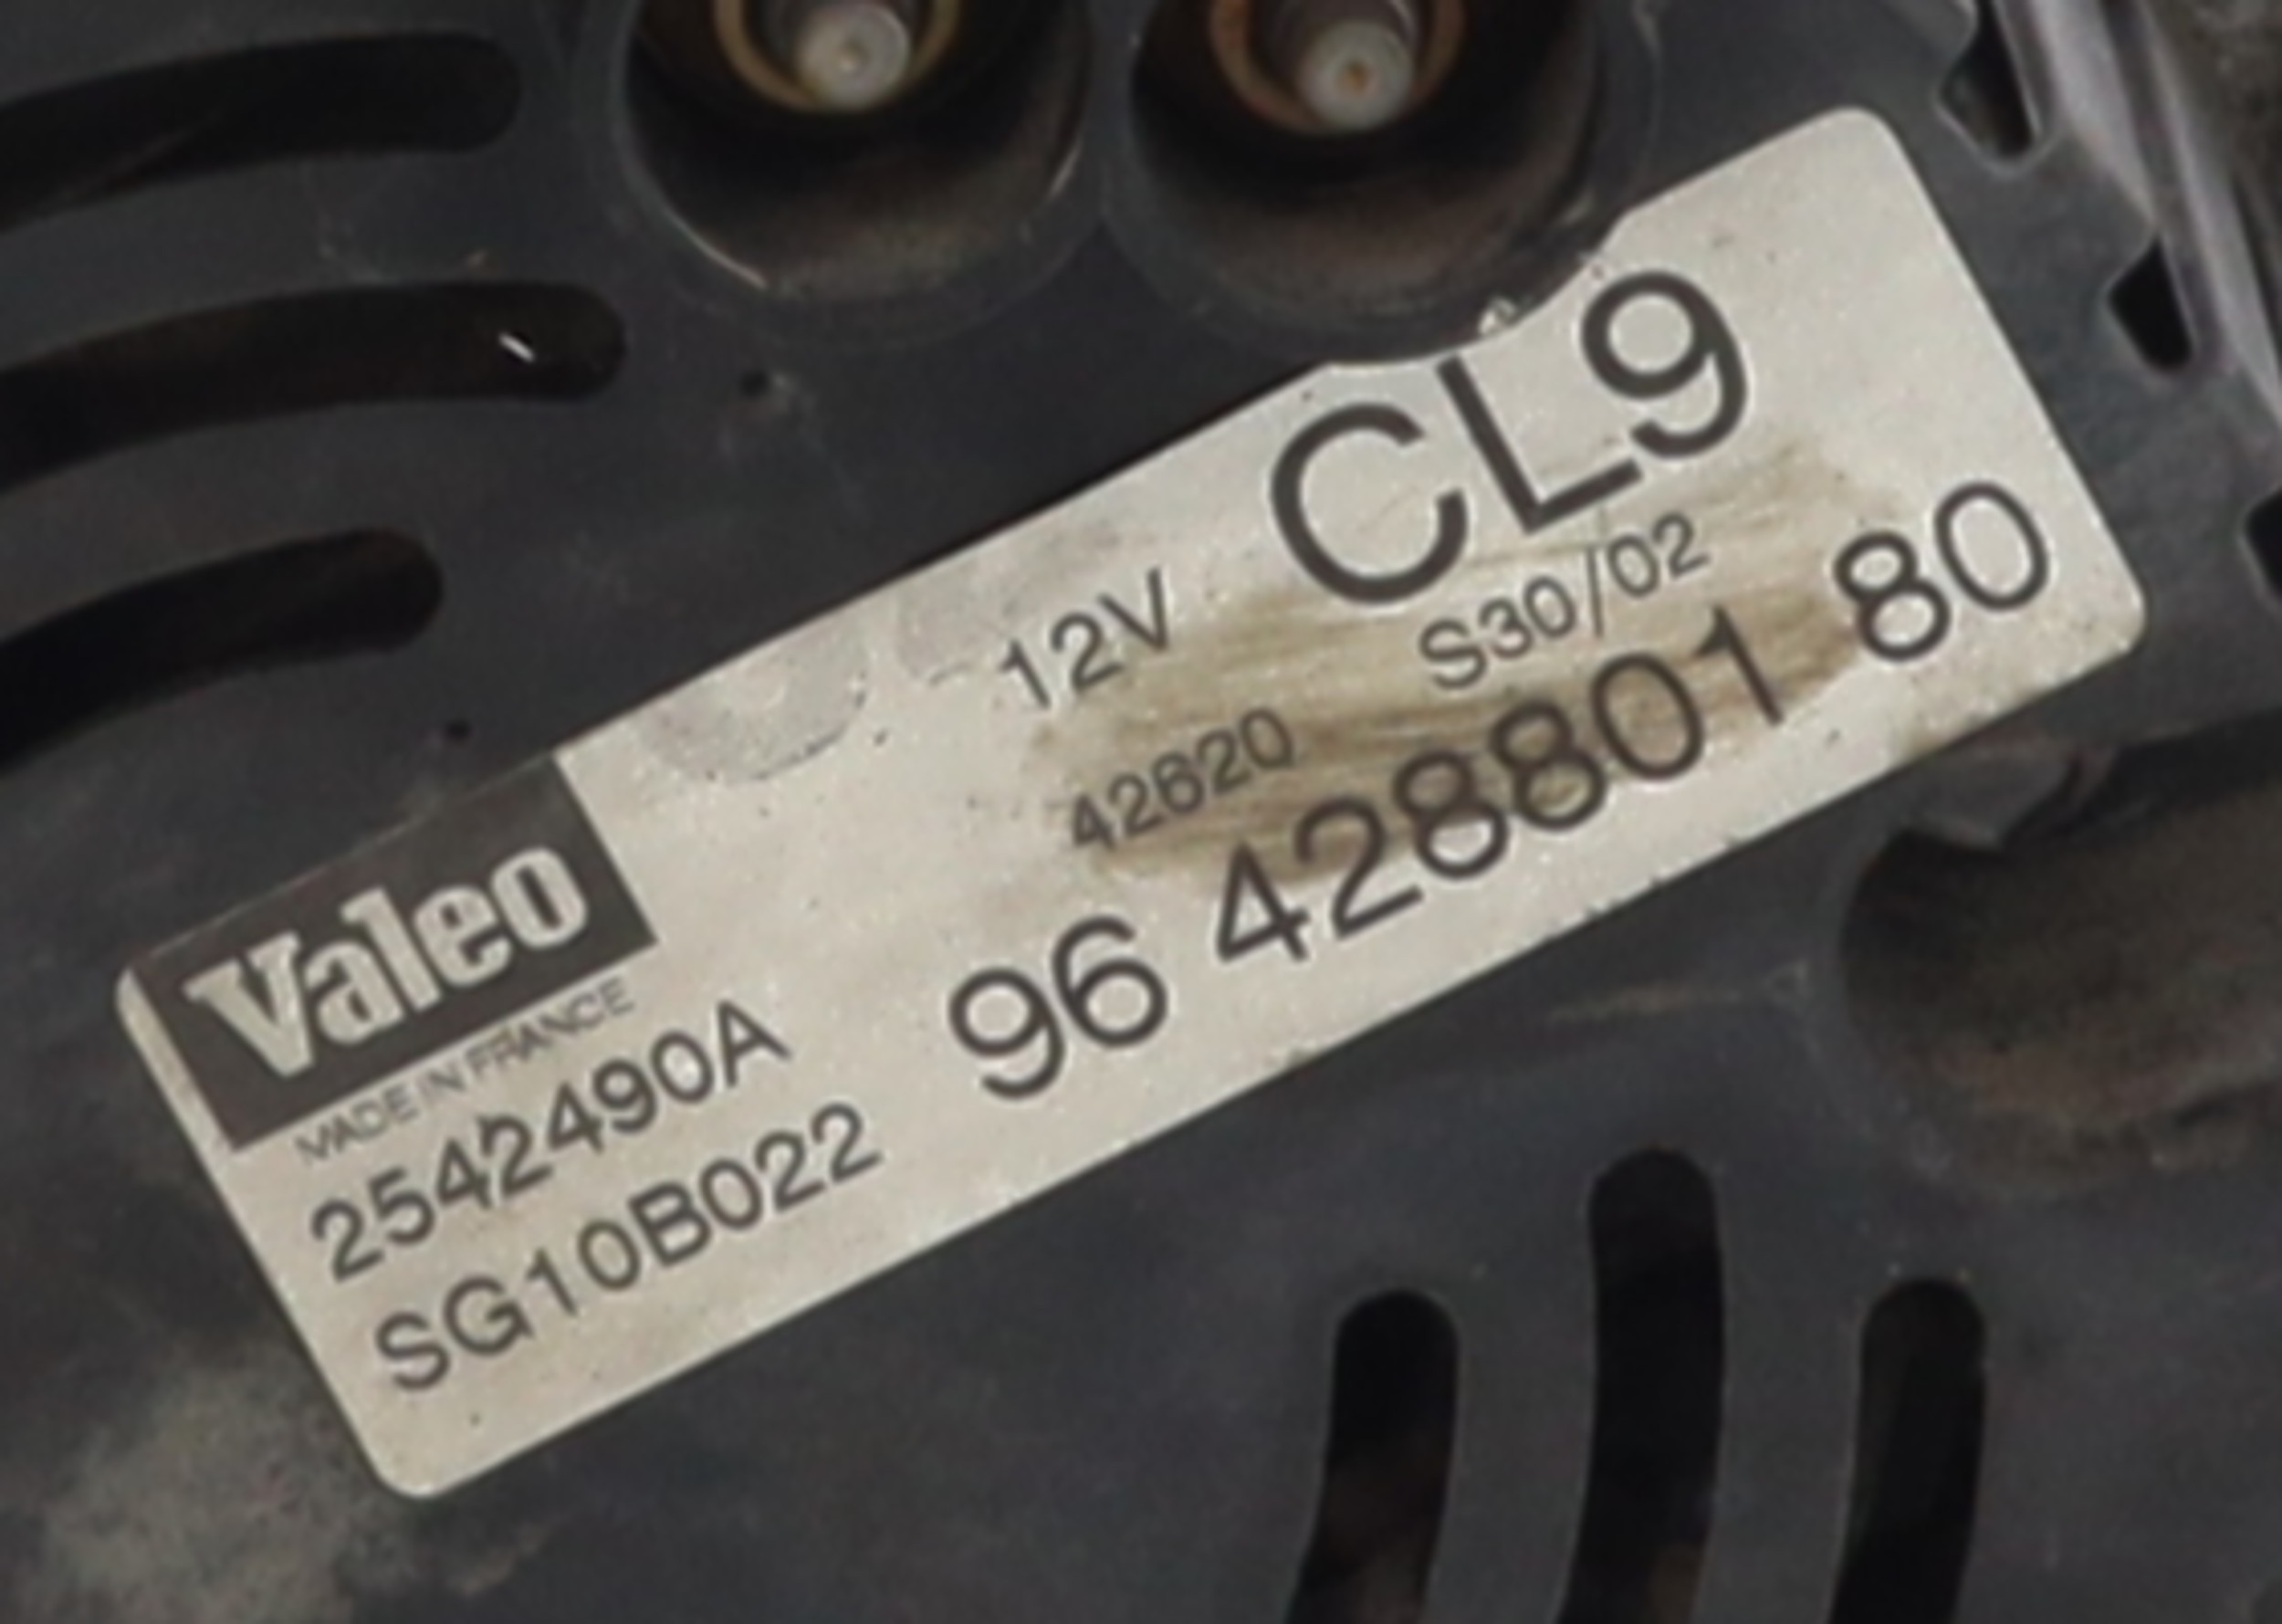 Valeo
MADE IN FRANCE
2542490A
SG10B022
12V CL9
42620 S30/02
96 428801 80